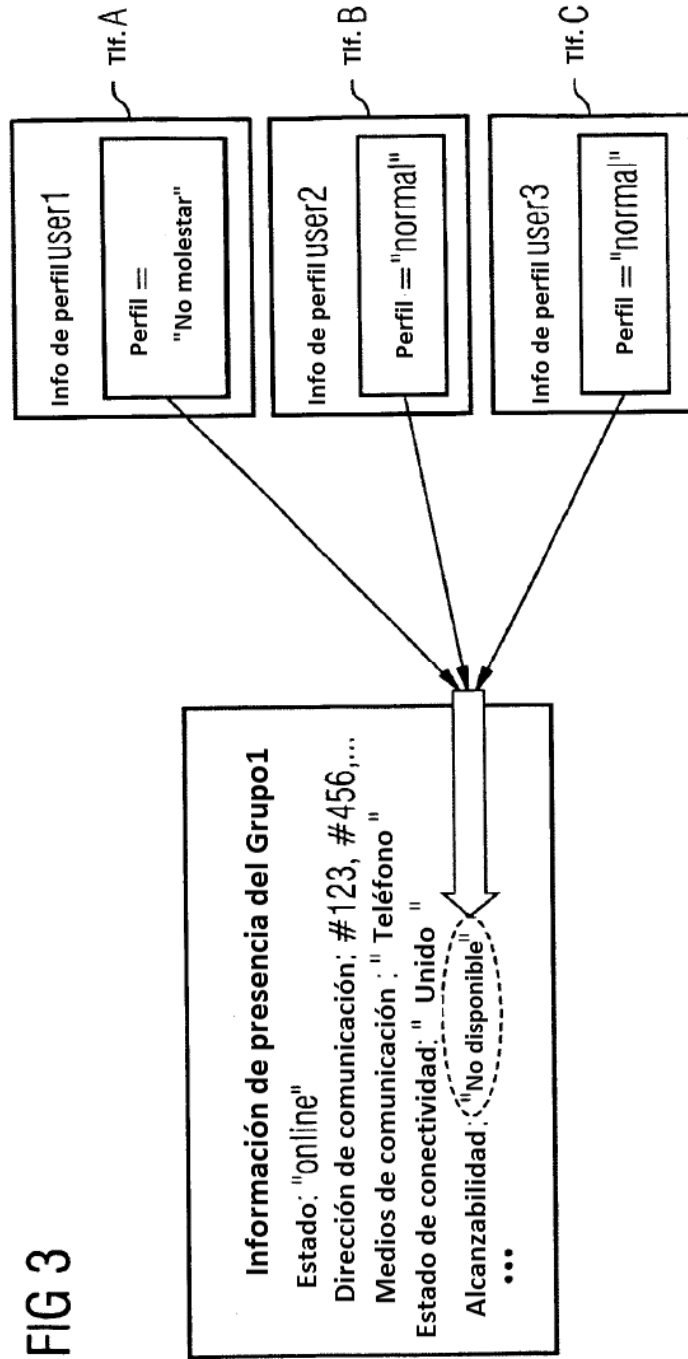 FIG 3
Información de presencia del Grupo1
Estado: "online"
Dirección de comunicación: #123, #456,...
Medios de comunicación : " Teléfono "
Estado de conectividad: " Unido "
Alcanzabilidad: "No disponible"
...
Info de perfil user1
Perfil =
"No molestar"
Tlf. A
Info de perfil user2
Perfil ="normal"
Tlf. B
Info de perfil user3
Perfil ="normal"
Tlf. C